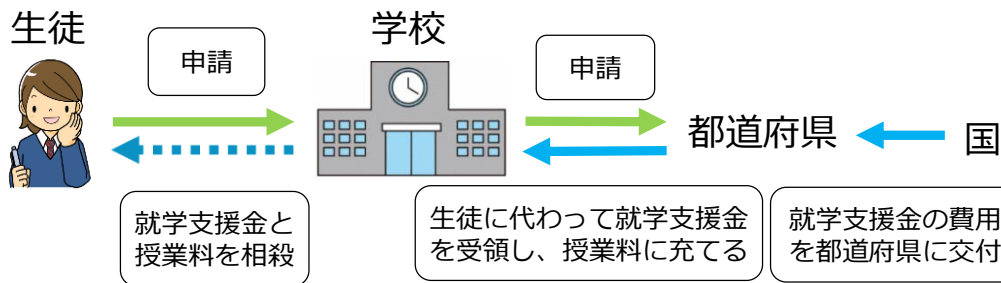 生徒
申請
学校
申請
都道府県
国
就学支援金と
授業料を相殺
生徒に代わって就学支援金
を受領し、授業料に充てる
就学支援金の費用
を都道府県に交付